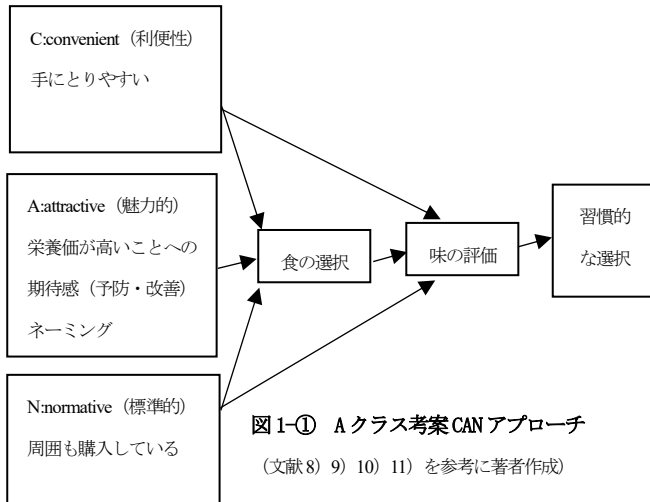 C:convenient（利便性）
手にとりやすい
A:attractive（魅力的）
栄養価が高いことへの
期待感（予防・改善）
ネーミング
N:normative（標準的）
周囲も購入している
食の選択
味の評価
習慣的
な選択
図1-① Aクラス考案CANアプローチ
（文献8）9）10）11）を参考に著者作成）